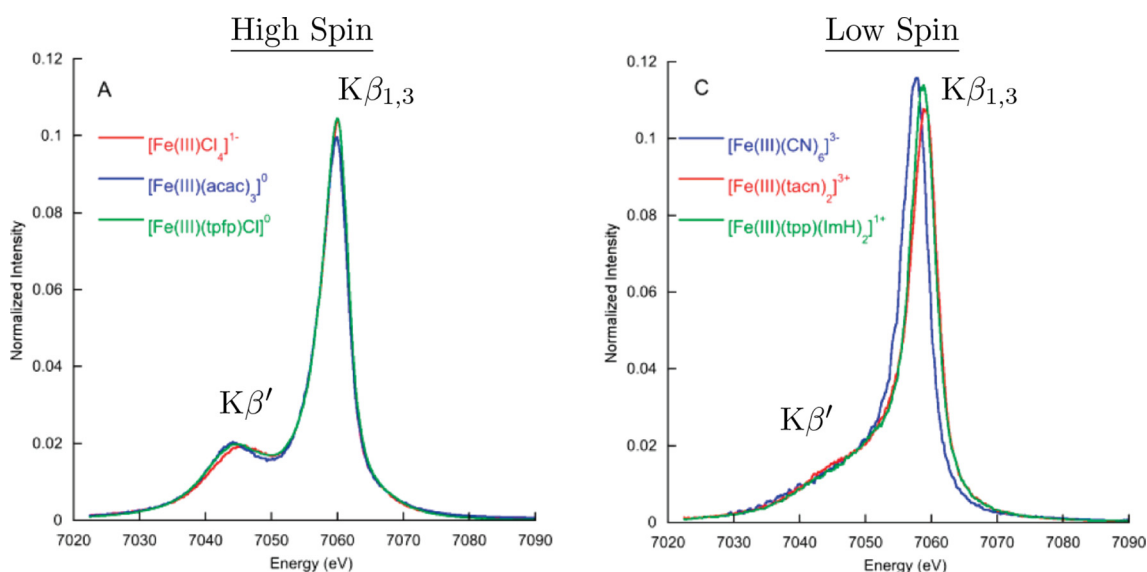 High Spin
A
Kβ1,3
[Fe(III)Cl4]1-
[Fe(III)(acac)3]0
[Fe(III)(tpfp)Cl]0
Kβ′
Normalized Intensity
0.12
0.1
0.08
0.06
0.04
0.02
0
7020 7030 7040 7050 7060 7070 7080 7090
Energy (eV)
Low Spin
C
Kβ1,3
[Fe(III)(CN)6]3-
[Fe(III)(tacn)2]3+
[Fe(III)(tpp)(ImH)2]1+
Kβ′
Normalized Intensity
0.12
0.1
0.08
0.06
0.04
0.02
0
7020 7030 7040 7050 7060 7070 7080 7090
Energy (eV)